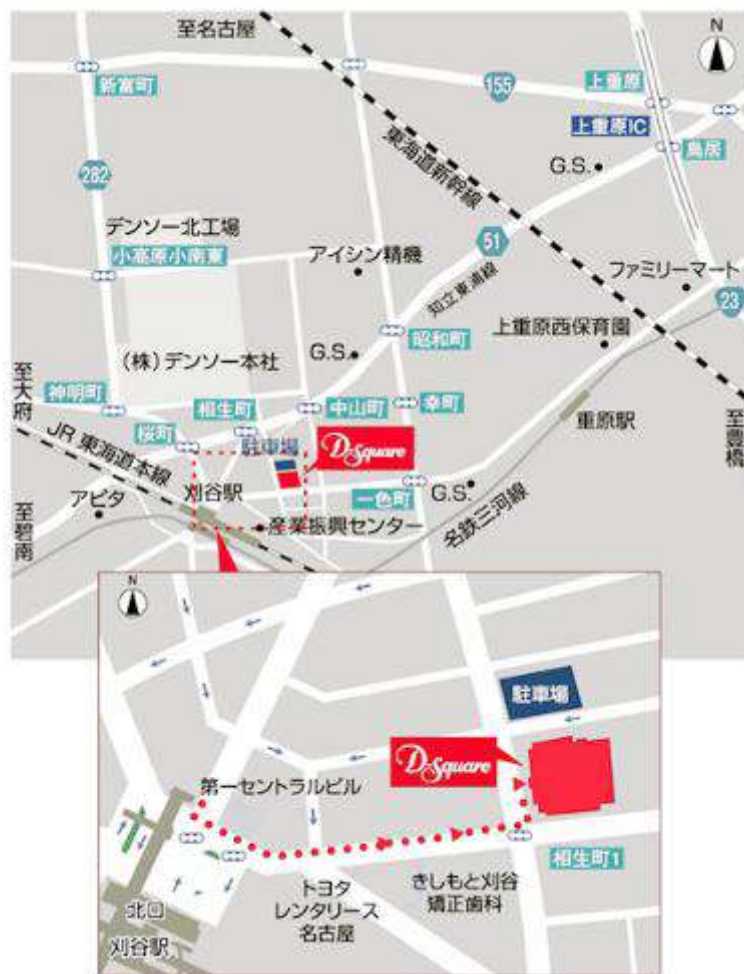 至名古屋
N
新富町
155
上重原
上重原IC
鳥居
G.S.
東海道新幹線
282
デンソー北工場
小高原小南東
アイシン精機
51
知立東浦線
ファミリーマート
23
昭和町
上重原西保育園
G.S.
(株)デンソー本社
至大府
神明町
相生町
中山町
幸町
重原駅
至豊橋
桜町
駐車場
D-Square
JR 東海道本線
刈谷駅
一色町
G.S.
アピタ
産業振興センター
名鉄三河線
至碧南
N
駐車場
D-Square
第一セントラルビル
相生町1
きしもと刈谷
矯正歯科
トヨタ
レンタリース
名古屋
北口
刈谷駅